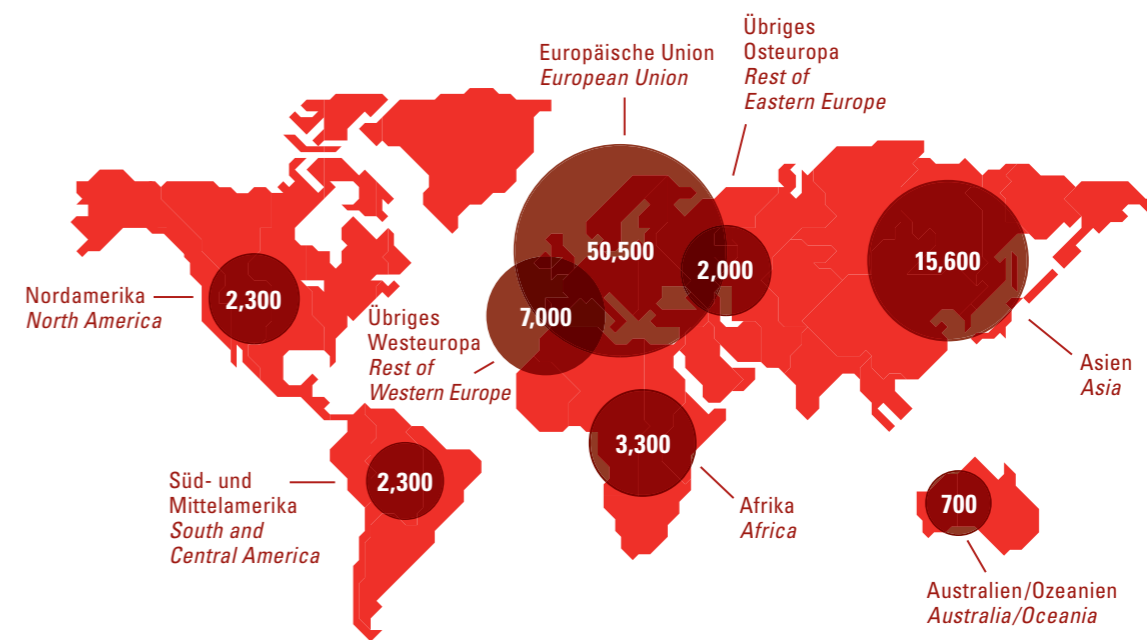 Übriges
Osteuropa
Rest of
Eastern Europe
Europäische Union
European Union
50,500
2,000
15,600
Nordamerika
North America
2,300
7,000
Übriges
Westeuropa
Rest of
Western Europe
Asien
Asia
3,300
Süd- und
Mittelamerika
South and
Central America
2,300
Afrika
Africa
700
Australien/Ozeanien
Australia/Oceania